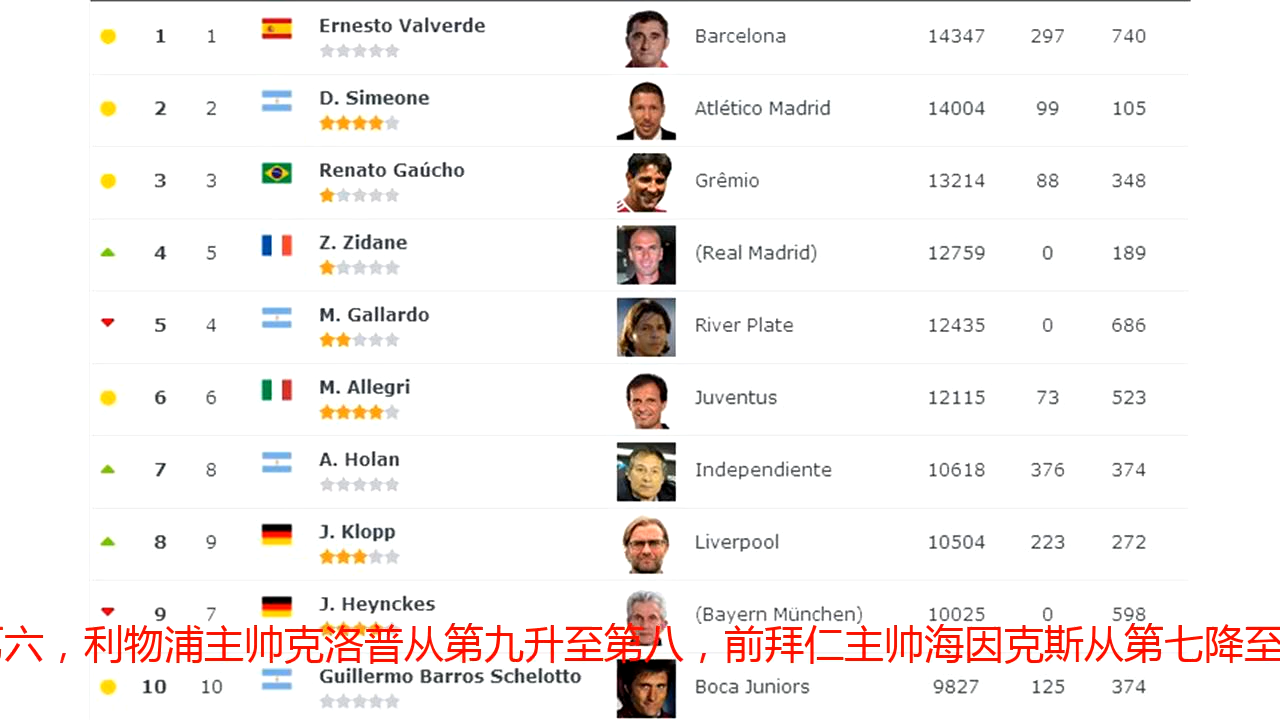 1 1 Ernesto Valverde Barcelona 14347 297 740
2 2 D. Simeone Atlético Madrid 14004 99 105
3 3 Renato Gaúcho Grêmio 13214 88 348
4 5 Z. Zidane (Real Madrid) 12759 0 189
5 4 M. Gallardo River Plate 12435 0 686
6 6 M. Allegri Juventus 12115 73 523
7 8 A. Holan Independiente 10618 376 374
8 9 J. Klopp Liverpool 10504 223 272
9 7 J. Heynckes (Bayern München) 10025 0 598
六，利物浦主帅克洛普从第九升至第八，前拜仁主帅海因克斯从第七降至
10 10 Guillermo Barros Schelotto Boca Juniors 9827 125 374